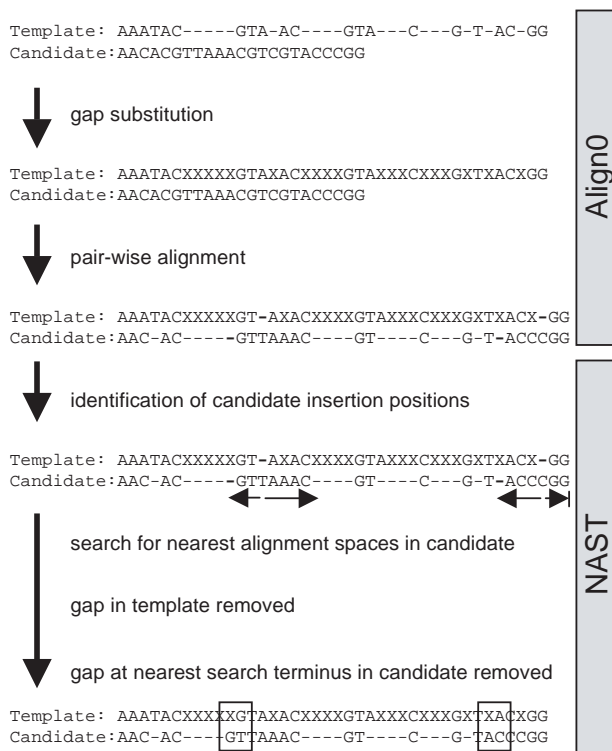 Template: AAATAC-----GTA-AC----GTA---C---G-T-AC-GG
Candidate:AACACGTTAAACGTCGTACCCGG
gap substitution
Template: AAATACXXXXXGTAXACXXXXGTAXXXCXXXGXTXACXGG
Candidate:AACACGTTAAACGTCGTACCCGG
pair-wise alignment
Template: AAATACXXXXXGT-AXACXXXXGTAXXXCXXXGXTXACX-GG
Candidate:AAC-AC-----GTTAAAC----GT----C---G-T-ACCCGG
Align0
identification of candidate insertion positions
Template: AAATACXXXXXGT-AXACXXXXGTAXXXCXXXGXTXACX-GG
Candidate:AAC-AC-----GTTAAAC----GT----C---G-T-ACCCGG
search for nearest alignment spaces in candidate
gap in template removed
gap at nearest search terminus in candidate removed
Template: AAATACXXXXXGTAXACXXXXGTAXXXCXXXGXTXACXGG
Candidate:AAC-AC----GTTAAAC----GT----C---G-TACCCGG
NAST